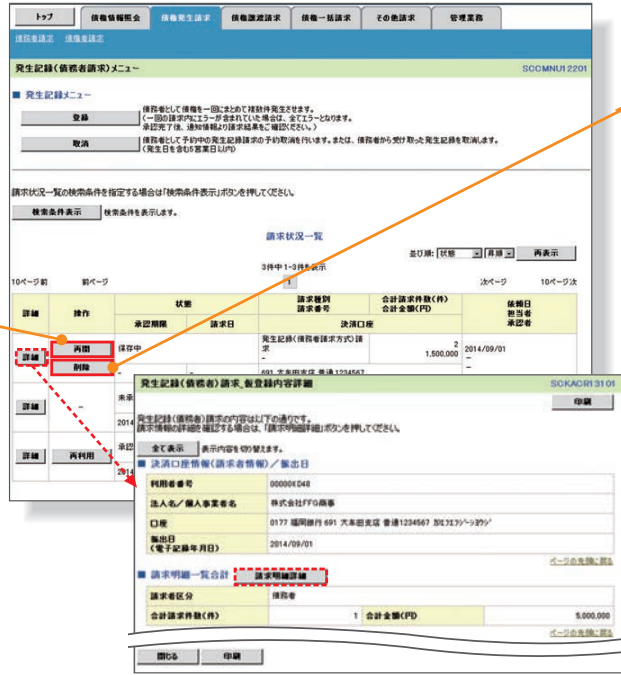 トップ
債権情報照会
債権発生請求
債権譲渡請求
債権一括請求
その他請求
管理業務
債務者請求 債権者請求
発生記録(債務者請求)メニュー
SCCMNU12201
■ 発生記録メニュー
登録
債務者として債権を一回にまとめて複数件発生させます。
(一回の請求内にエラーが含まれていた場合は、全てエラーとなります。
承認完了後、通知情報より請求結果をご確認ください。)
取消
債務者として予約中の発生記録請求の予約取消を行います。または、債務者から受け取った発生記録を取消します。
(発生日を含む5営業日以内)
請求状況一覧の検索条件を指定する場合は「検索条件表示」ボタンを押してください。
検索条件表示 検索条件を表示します。
請求状況一覧
並び順: 状態 昇順 再表示
3件中1-3件を表示
10ページ前 前ページ 1 次ページ 10ページ次
詳細 操作 状態 請求種別 合計請求件数(件) 依頼日
請求番号 合計金額(円) 担当者
承認期限 請求日 決済口座 承認者
詳細 再開 保存中 発生記録(債務者請求方式)請求 2 2014/09/01
- 1,500,000 -
削除 -
詳細 - 未承
2014
詳細 再利用 承認
2014
発生記録(債務者)請求_仮登録内容詳細
SCKACR13101
印刷
発生記録(債務者)請求の内容は以下の通りです。
請求情報の詳細を確認する場合は、「請求明細詳細」ボタンを押してください。
全て表示 表示内容を切り替えます。
■ 決済口座情報(請求者情報)/振出日
利用者番号 00000K048
法人名/個人事業者名 株式会社FFG商事
口座 0177 福岡銀行 691 大牟田支店 普通 1234567
振出日
(電子記録年月日) 2014/09/01
ページの先頭に戻る
■ 請求明細一覧合計 請求明細詳細
請求者区分 債務者
合計請求件数(件) 1 合計金額(円) 5,000,000
ページの先頭に戻る
閉じる 印刷